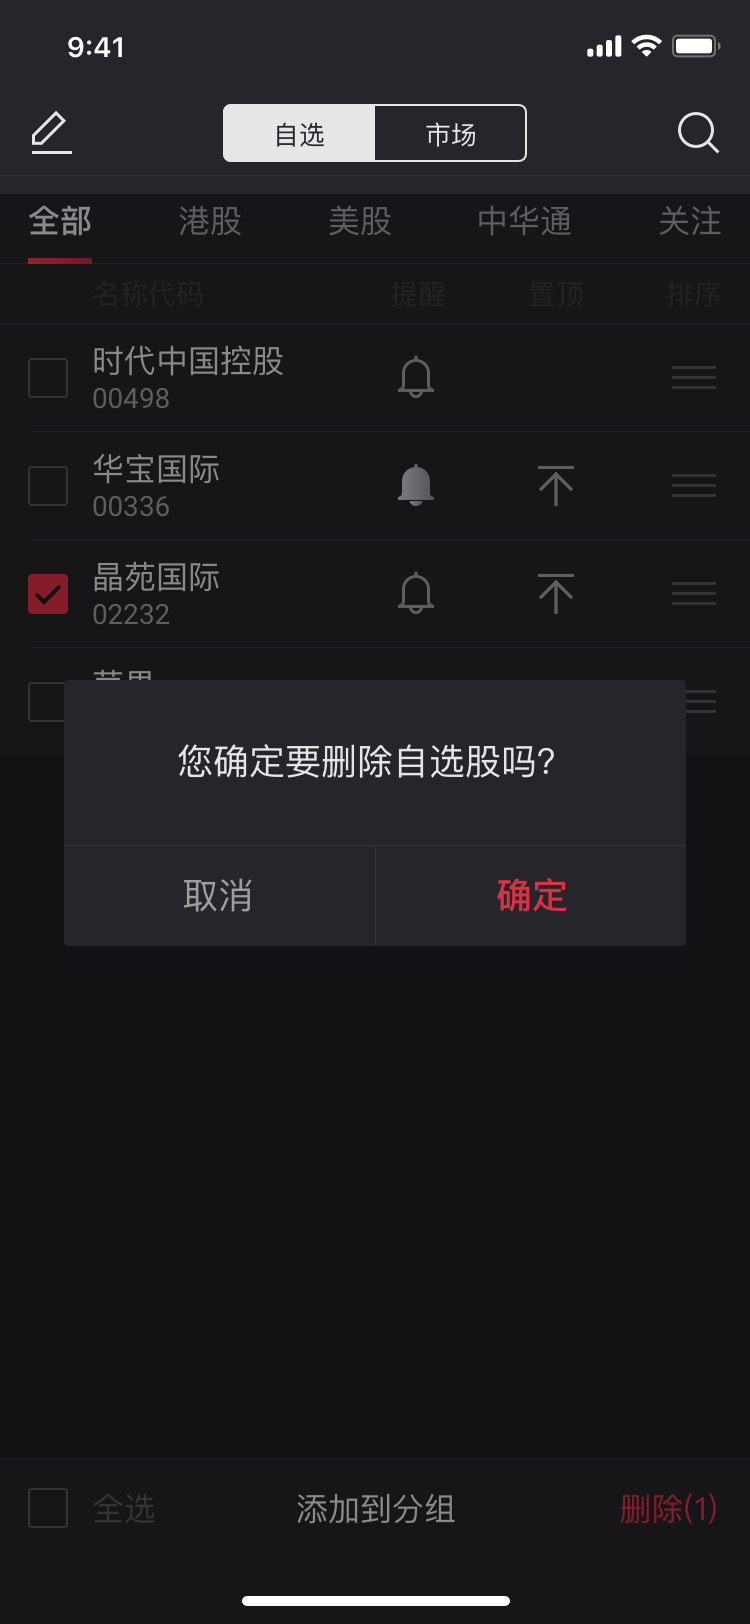 9:41
自选 市场
全部 港股 美股 中华通 关注
名称代码 提醒 置顶 排序
时代中国控股
00498
华宝国际
00336
晶苑国际
02232
您确定要删除自选股吗?
取消 确定
全选 添加到分组 删除(1)